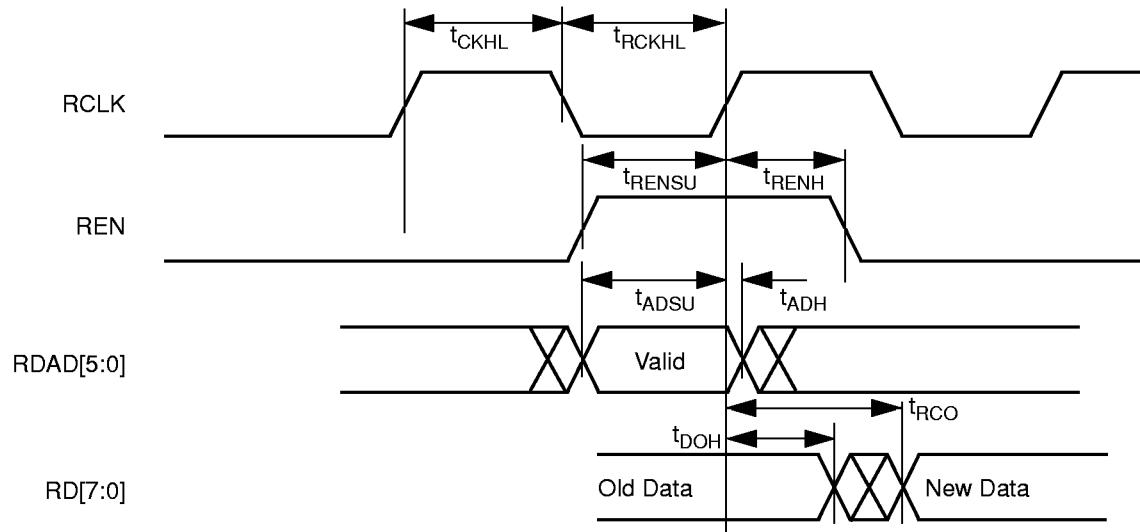 tCKHL tRCKHL
RCLK
tRENSU tRENH
REN
tADSU tADH
RDAD[5:0] Valid
tRCO
tDOH
RD[7:0] Old Data New Data